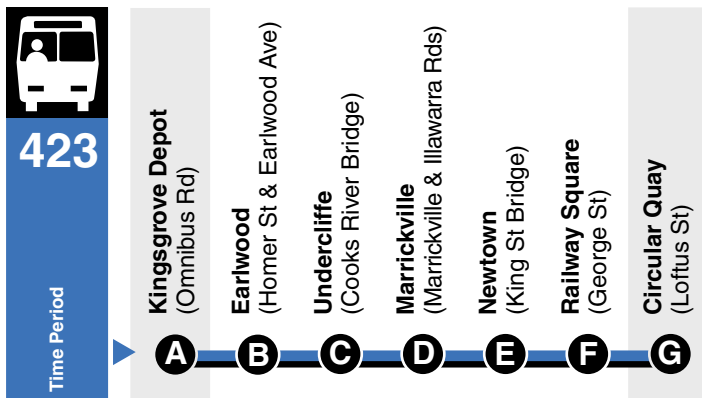 423
Time Period
Kingsgrove Depot
(Omnibus Rd)
Earlwood
(Homer St & Earlwood Ave)
Undercliffe
(Cooks River Bridge)
Marrickville
(Marrickville & Illawarra Rds)
Newtown
(King St Bridge)
Railway Square
(George St)
Circular Quay
(Loftus St)
A B C D E F G